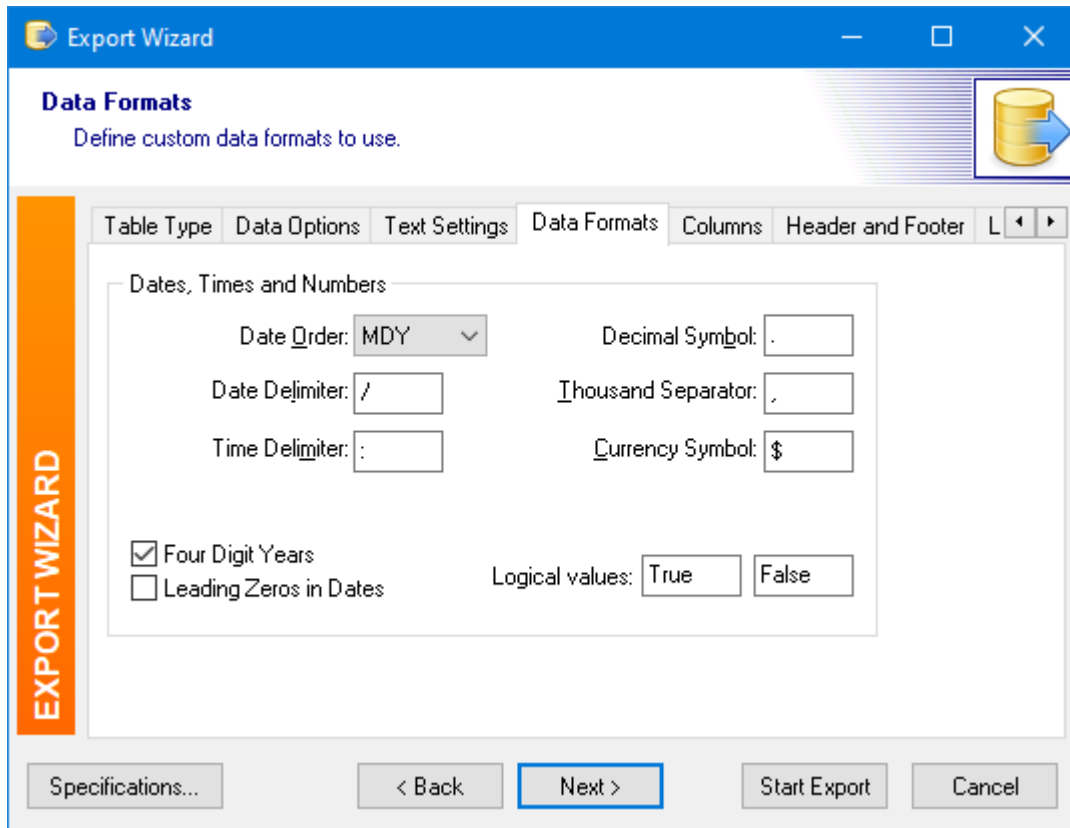 Export Wizard
Data Formats
Define custom data formats to use.
Table Type Data Options Text Settings Data Formats Columns Header and Footer L
Dates, Times and Numbers
Date Order: MDY Decimal Symbol: .
Date Delimiter: / Thousand Separator: ,
Time Delimiter: : Currency Symbol: $
Four Digit Years
Leading Zeros in Dates
Logical values: True False
EXPORT WIZARD
Specifications... < Back Next > Start Export Cancel